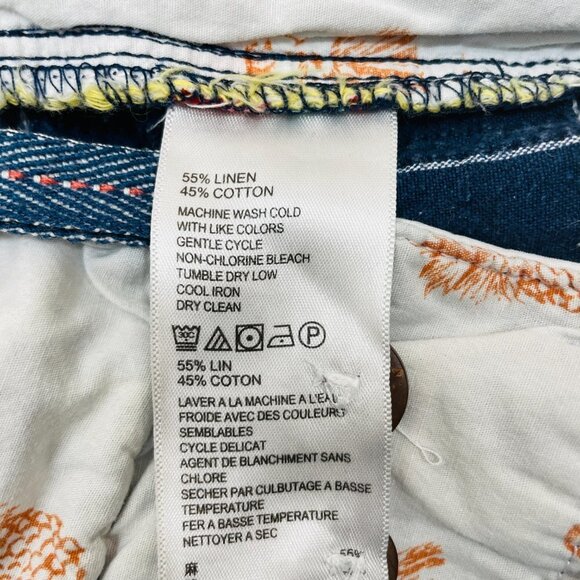 55% LINEN
45% COTTON
MACHINE WASH COLD
WITH LIKE COLORS
GENTLE CYCLE
NON-CHLORINE BLEACH
TUMBLE DRY LOW
COOL IRON
DRY CLEAN
30C P
55% LIN
45% COTON
LAVER A LA MACHINE A L'EAU
FROIDE AVEC DES COULEURS
SEMBLABLES
CYCLE DELICAT
AGENT DE BLANCHIMENT SANS
CHLORE
SECHER PAR CULBUTAGE A BASSE
TEMPERATURE
FER A BASSE TEMPERATURE
NETTOYER A SEC
麻